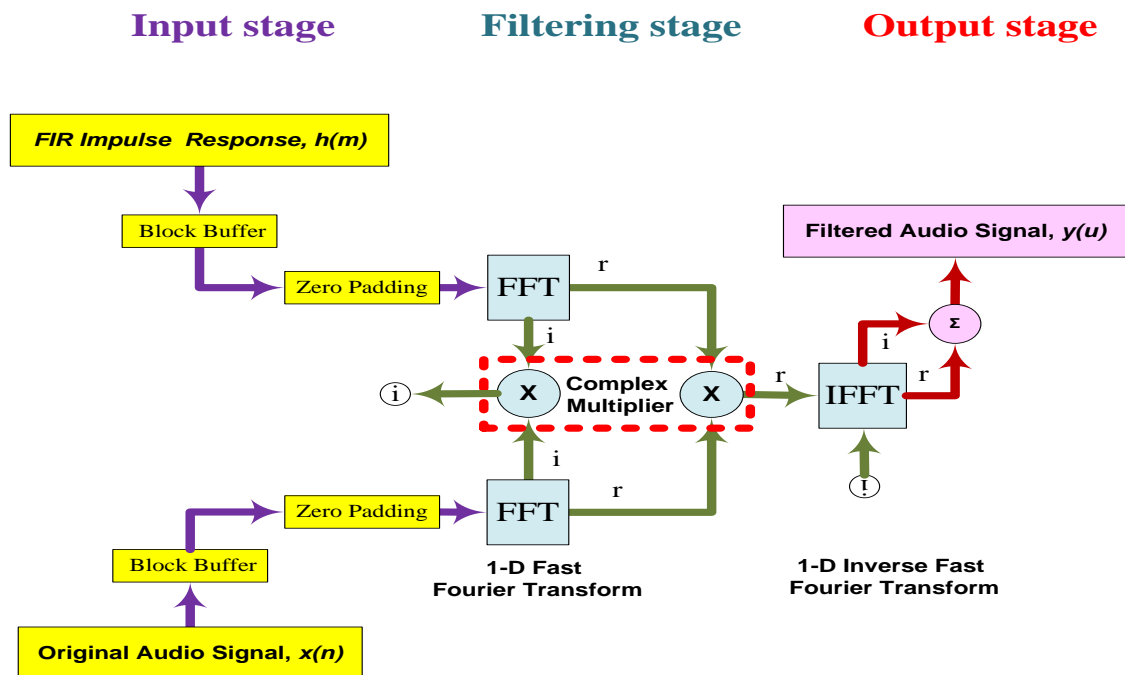 Input stage
Filtering stage
Output stage
FIR Impulse Response, h(m)
Block Buffer
Zero Padding
FFT
r
i
i
X
Complex
Multiplier
X
r
IFFT
i
r
Σ
Filtered Audio Signal, y(u)
i
i
r
Zero Padding
FFT
Block Buffer
1-D Fast
Fourier Transform
1-D Inverse Fast
Fourier Transform
Original Audio Signal, x(n)